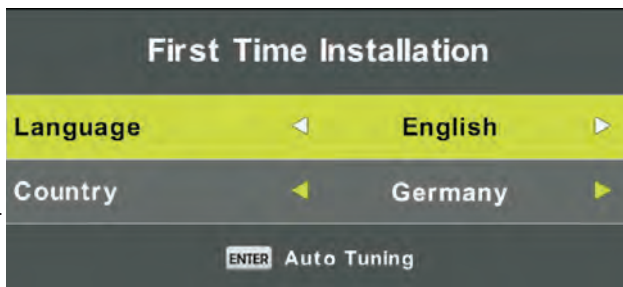 First Time Installation
Language English
Country Germany
ENTER Auto Tuning